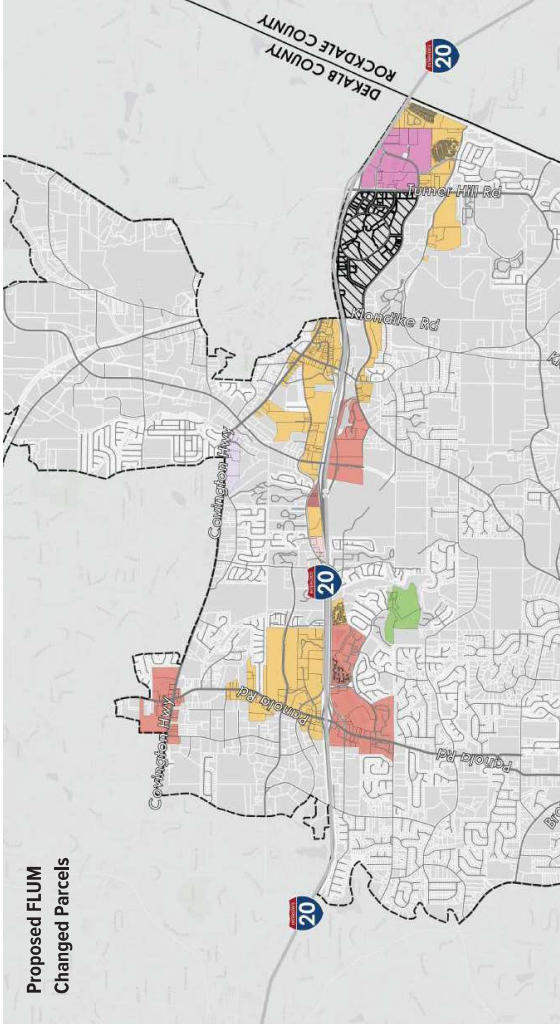 ROCKDALE COUNTY
DEKALB COUNTY
20
Turner Hill Rd
Klondike Rd
Covington Hwy
20
Panola Rd
Covington Hwy
Panola Rd
Proposed FLUM
Changed Parcels
20